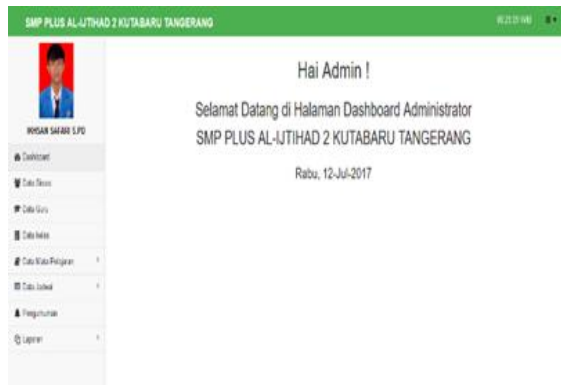 SMP PLUS AL-IJTIHAD 2 KUTABARU TANGERANG
IKHSAN SAFARI S.PD
Dashboard
Data Siswa
Data Guru
Data kelas
Data Mata Pelajaran
Data Jadwal
Pengumuman
Laporan
Hai Admin !
Selamat Datang di Halaman Dashboard Administrator
SMP PLUS AL-IJTIHAD 2 KUTABARU TANGERANG
Rabu, 12-Jul-2017